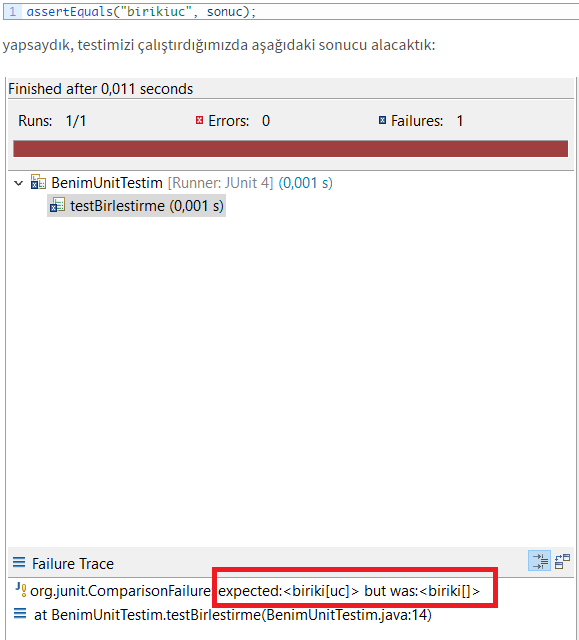 1 assertEquals("birikiuc", sonuc);
yapsaydık, testimizi çalıştırdığımızda aşağıdaki sonucu alacaktık:
Finished after 0,011 seconds
Runs: 1/1 Errors: 0 Failures: 1
BenimUnitTestim [Runner: JUnit 4] (0,001 s)
testBirlestirme (0,001 s)
Failure Trace
org.junit.ComparisonFailure: expected:<biriki[uc]> but was:<biriki[]>
at BenimUnitTestim.testBirlestirme(BenimUnitTestim.java:14)